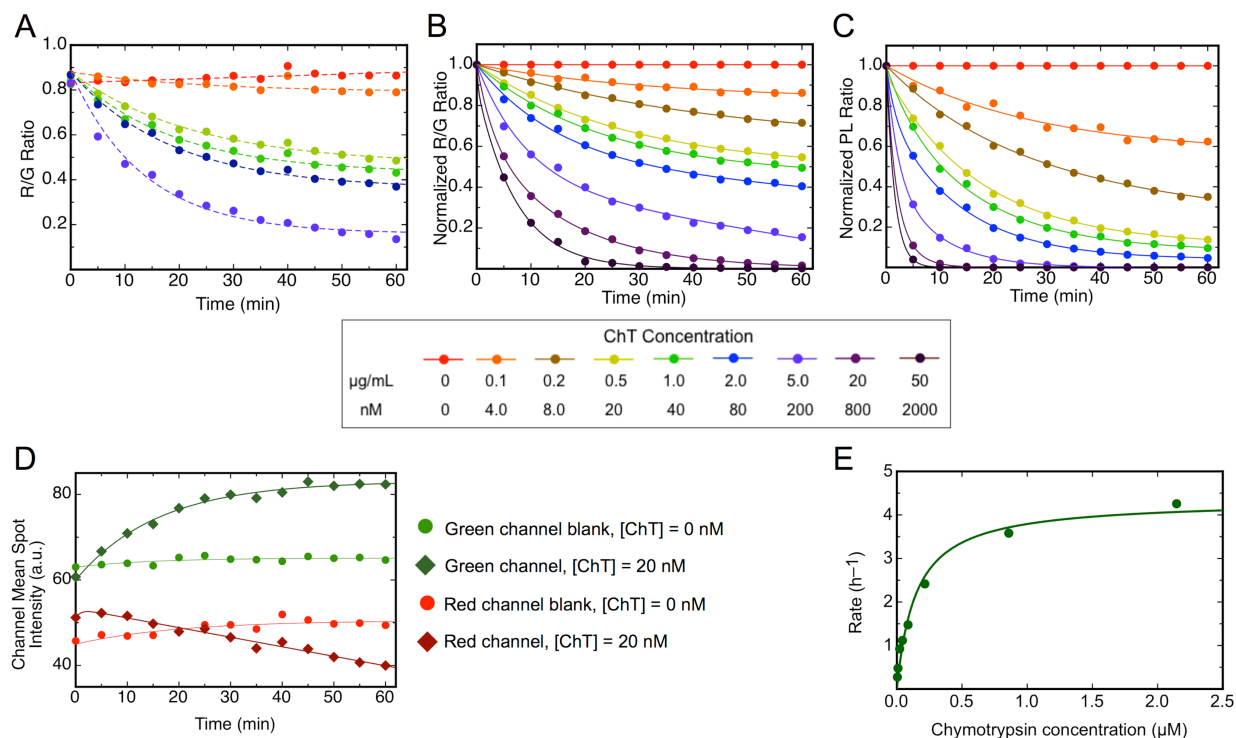 A
B
C
R/G Ratio
1.0
0.8
0.6
0.4
0.2
0 10 20 30 40 50 60
Time (min)
Normalized R/G Ratio
1.0
0.8
0.6
0.4
0.2
0 10 20 30 40 50 60
Time (min)
Normalized PL Ratio
1.0
0.8
0.6
0.4
0.2
0 10 20 30 40 50 60
Time (min)
ChT Concentration
µg/mL 0 0.1 0.2 0.5 1.0 2.0 5.0 20 50
nM 0 4.0 8.0 20 40 80 200 800 2000
D
Channel Mean Spot
Intensity (a.u.)
80
60
40
0 10 20 30 40 50 60
Time (min)
Green channel blank, [ChT] = 0 nM
Green channel, [ChT] = 20 nM
Red channel blank, [ChT] = 0 nM
Red channel, [ChT] = 20 nM
E
Rate (h−1)
5
4
3
2
1
0.0 0.5 1.0 1.5 2.0 2.5
Chymotrypsin concentration (µM)